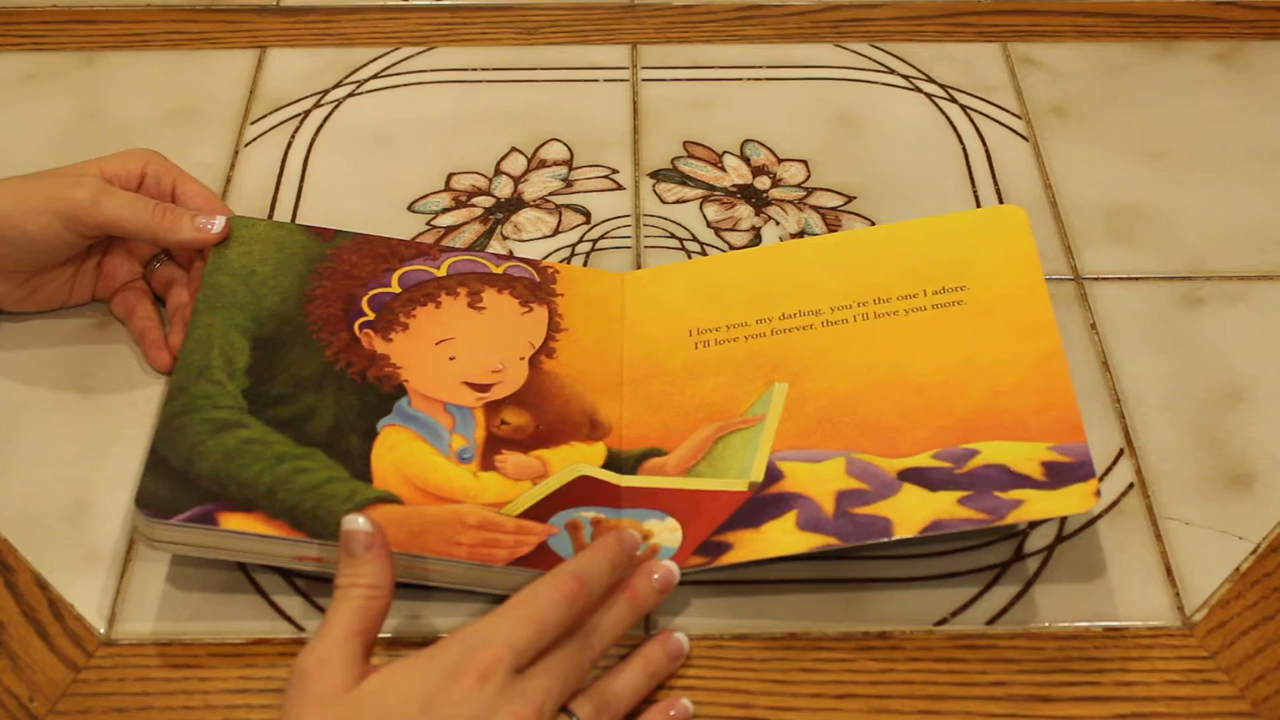 I love you, my darling, you're the one I adore.
I'll love you forever, then I'll love you more.